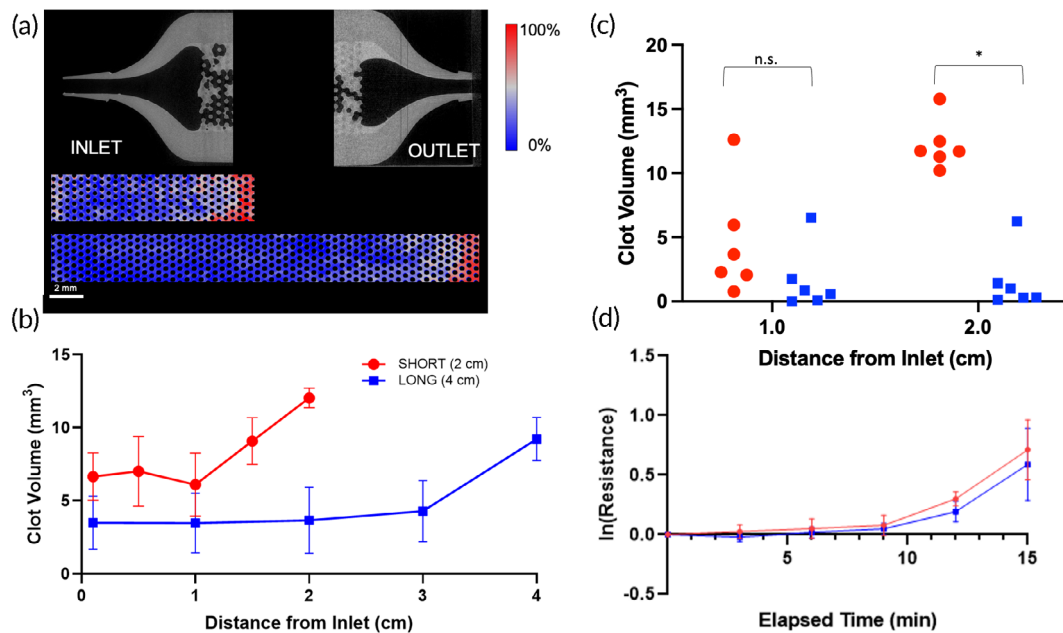 (a)
100%
0%
INLET
OUTLET
2 mm
(b)
15
10
5
0
Clot Volume (mm³)
SHORT (2 cm)
LONG (4 cm)
0
1
2
3
4
Distance from Inlet (cm)
(c)
20
15
10
5
0
Clot Volume (mm³)
n.s.
*
1.0
2.0
Distance from Inlet (cm)
(d)
1.5
1.0
0.5
0.0
-0.5
ln(Resistance)
5
10
15
Elapsed Time (min)